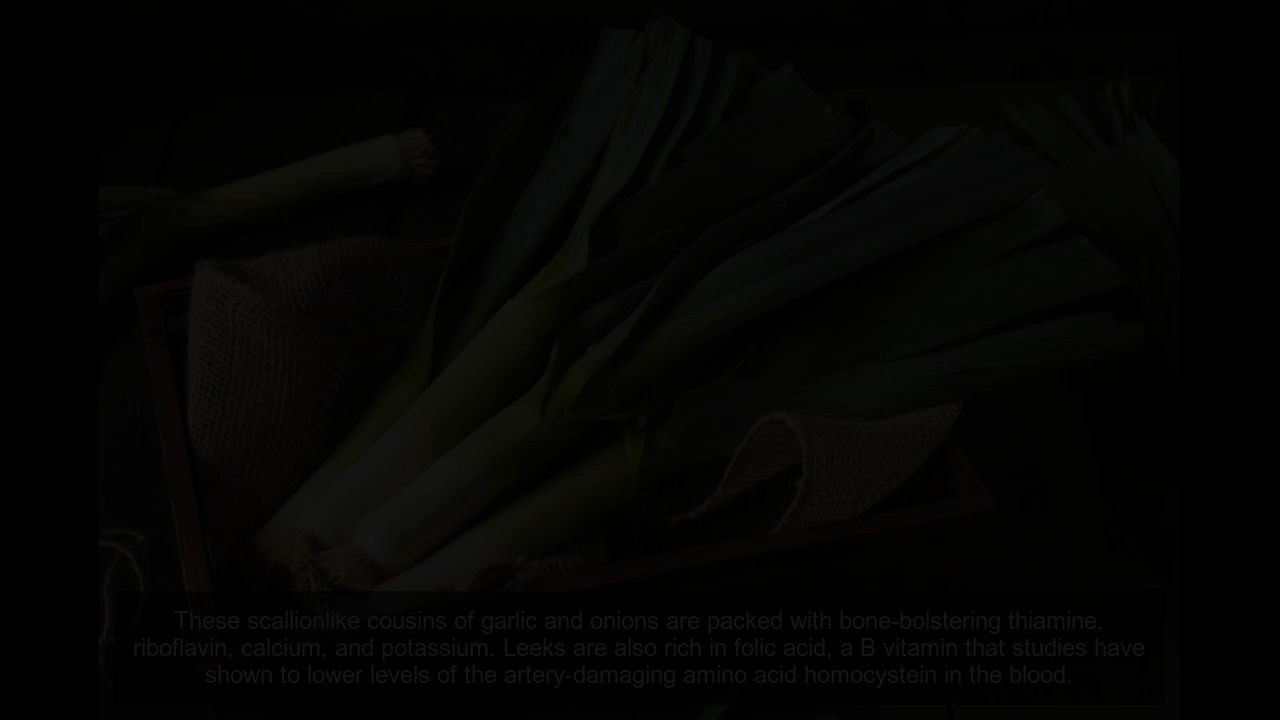 These scallionlike cousins of garlic and onions are packed with bone-bolstering thiamine,
riboflavin, calcium, and potassium. Leeks are also rich in folic acid, a B vitamin that studies have
shown to lower levels of the artery-damaging amino acid homocystein in the blood.